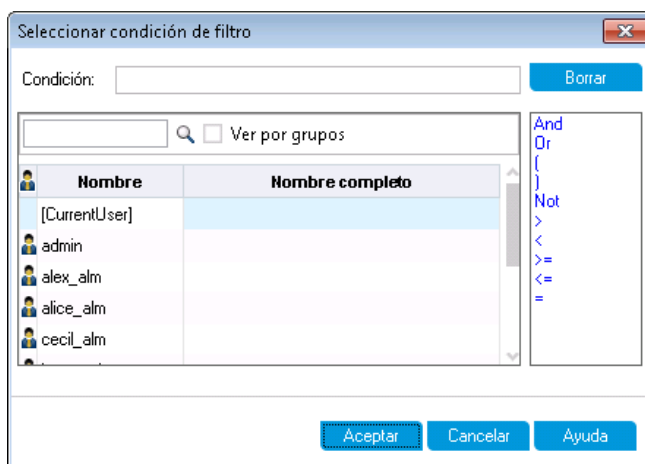 Seleccionar condición de filtro
Condición:
Borrar
Ver por grupos
Nombre Nombre completo
[CurrentUser]
admin
alex_alm
alice_alm
cecil_alm
And
Or
(
)
Not
>
<
>=
<=
=
Aceptar Cancelar Ayuda